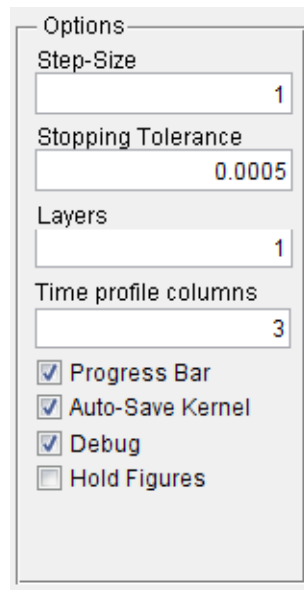 Options
Step-Size
1
Stopping Tolerance
0.0005
Layers
1
Time profile columns
3
Progress Bar
Auto-Save Kernel
Debug
Hold Figures